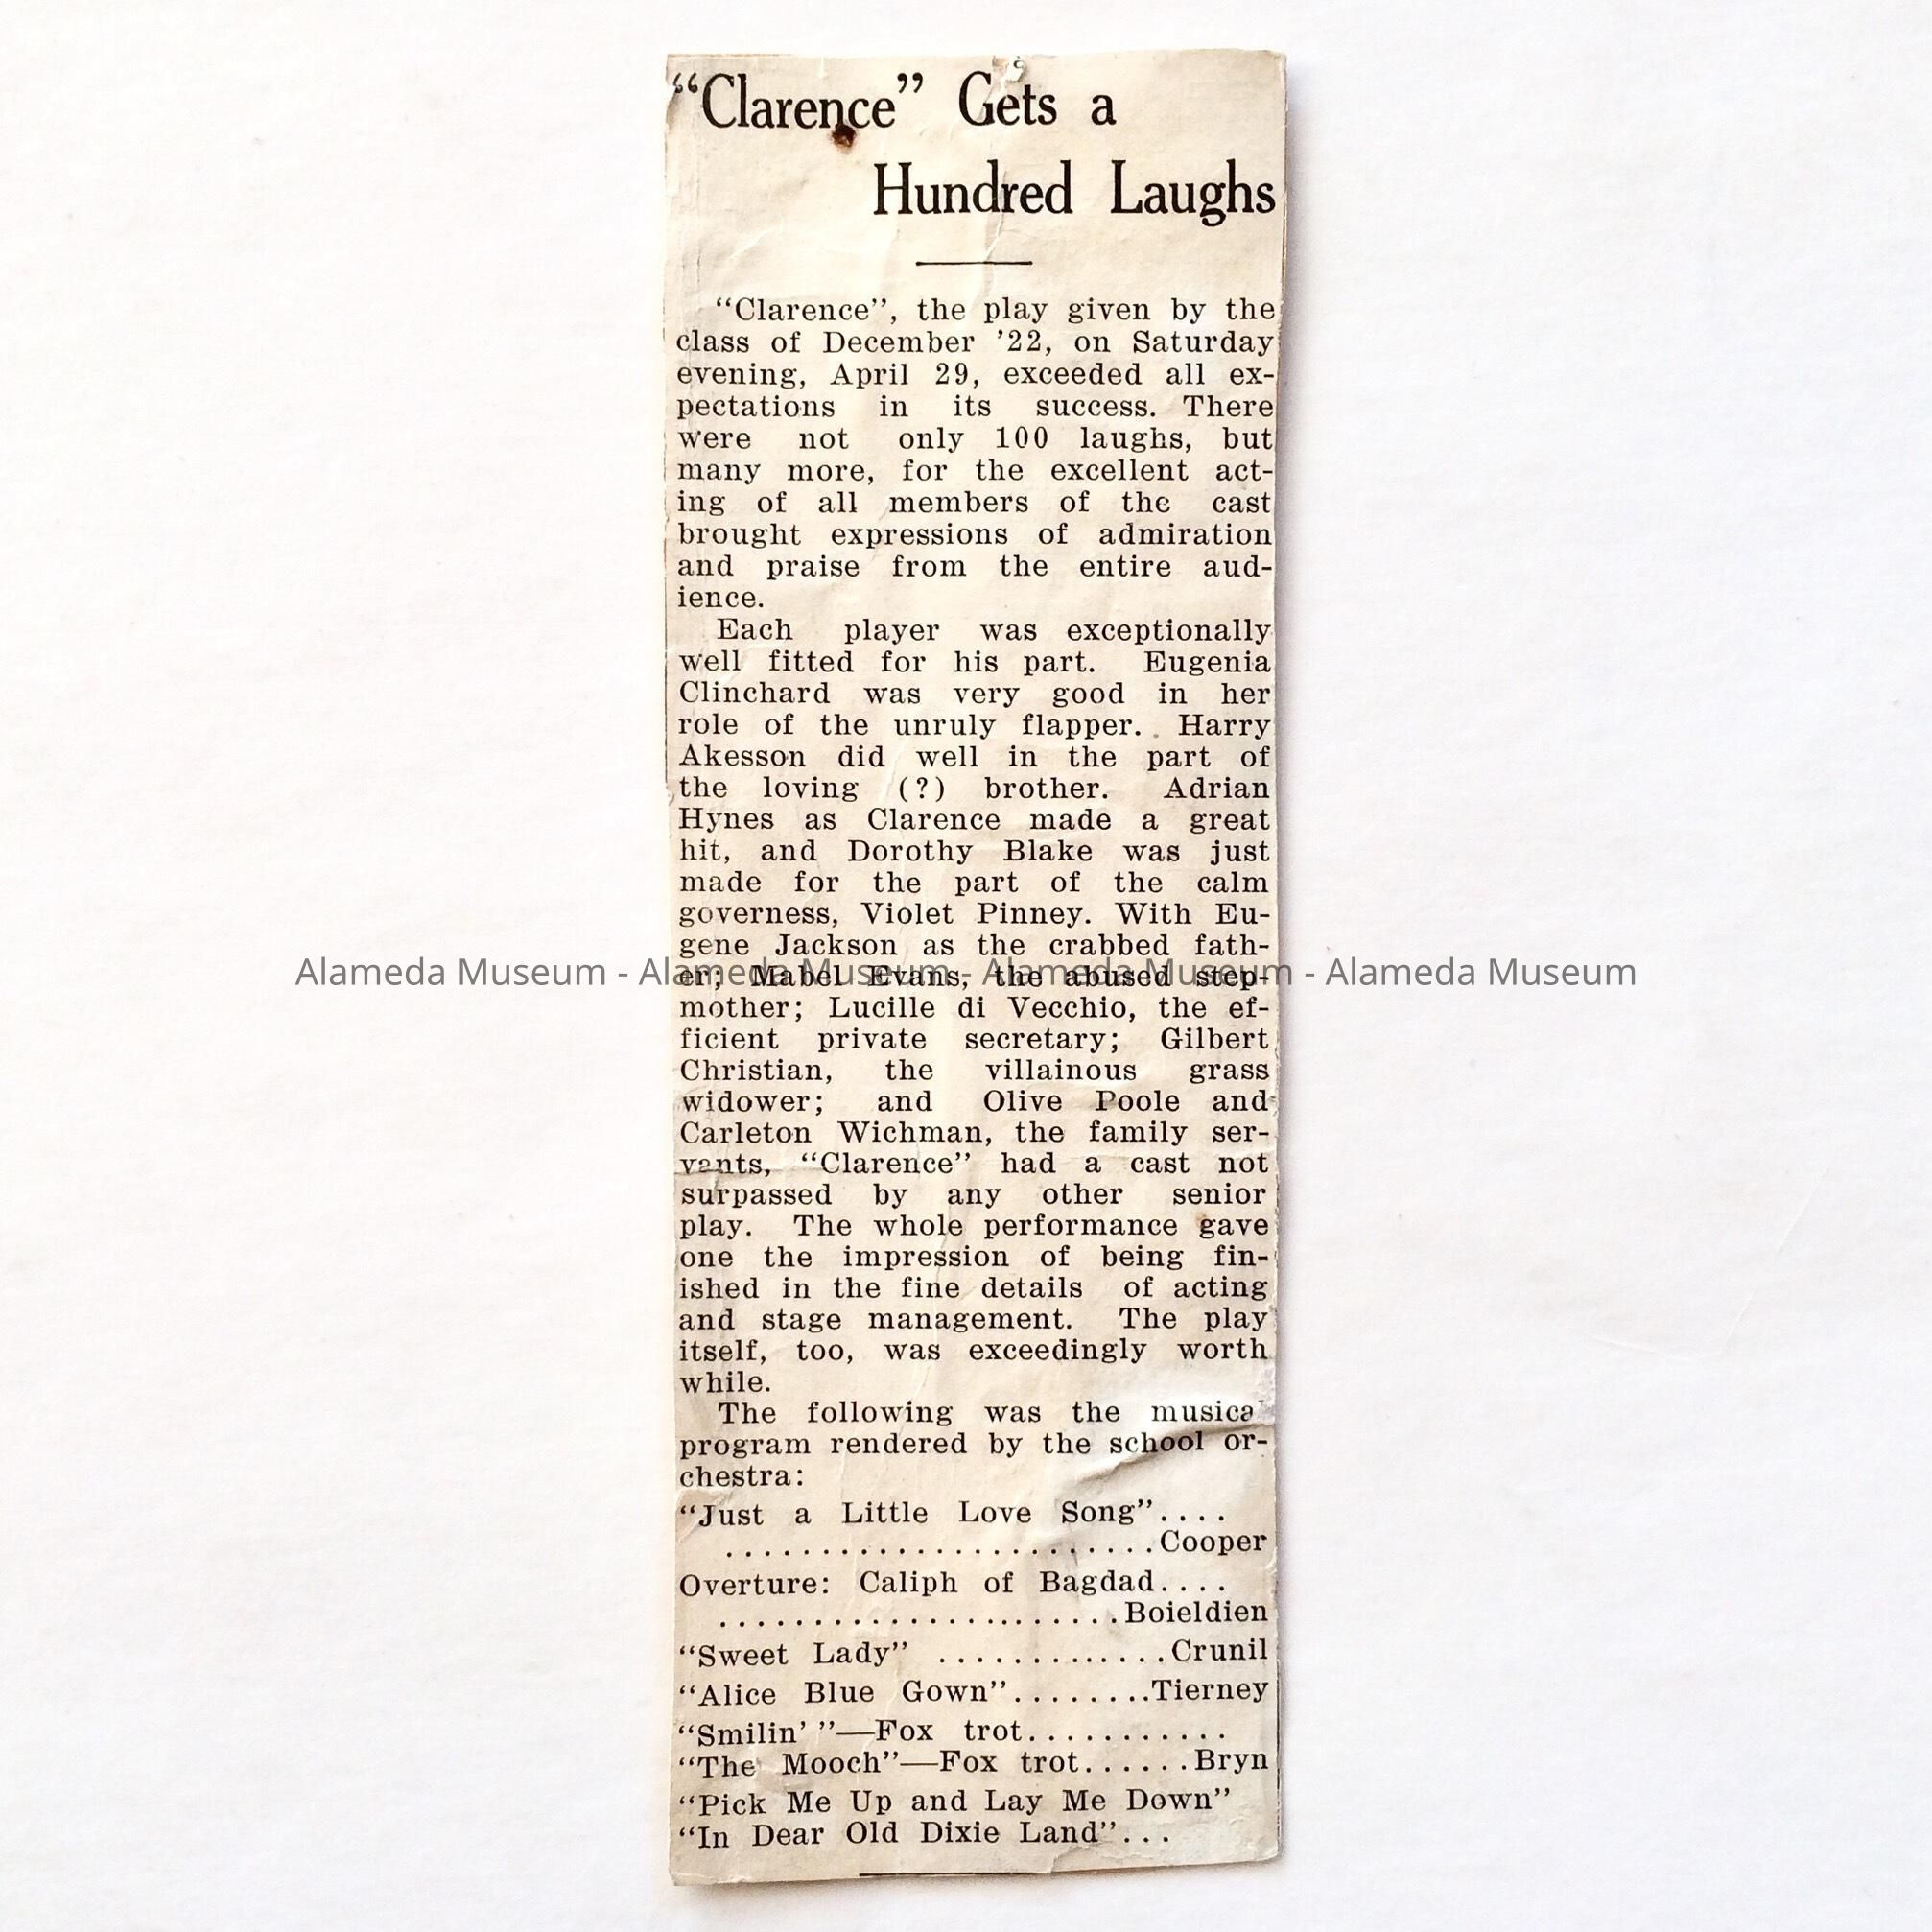 “Clarence” Gets a
Hundred Laughs
“Clarence”, the play given by the
class of December ’22, on Saturday
evening, April 29, exceeded all ex-
pectations in its success. There
were not only 100 laughs, but
many more, for the excellent act-
ing of all members of the cast
brought expressions of admiration
and praise from the entire aud-
ience.
Each player was exceptionally
well fitted for his part. Eugenia
Clinchard was very good in her
role of the unruly flapper. Harry
Akesson did well in the part of
the loving (?) brother. Adrian
Hynes as Clarence made a great
hit, and Dorothy Blake was just
made for the part of the calm
governess, Violet Pinney. With Eu-
gene Jackson as the crabbed fath-
er; Mabel Evans, the abused step-
Alameda Museum - Alameda Museum - Alameda Museum - Alameda Museum
mother; Lucille di Vecchio, the ef-
ficient private secretary; Gilbert
Christian, the villainous grass
widower; and Olive Poole and
Carleton Wichman, the family ser-
vants, “Clarence” had a cast not
surpassed by any other senior
play. The whole performance gave
one the impression of being fin-
ished in the fine details of acting
and stage management. The play
itself, too, was exceedingly worth
while.
The following was the musical
program rendered by the school or-
chestra:
“Just a Little Love Song”....
.......................Cooper
Overture: Caliph of Bagdad....
......................Boieldien
“Sweet Lady” ............Crunil
“Alice Blue Gown”........Tierney
“Smilin’ ”—Fox trot...........
“The Mooch”—Fox trot......Bryn
“Pick Me Up and Lay Me Down”
“In Dear Old Dixie Land”...